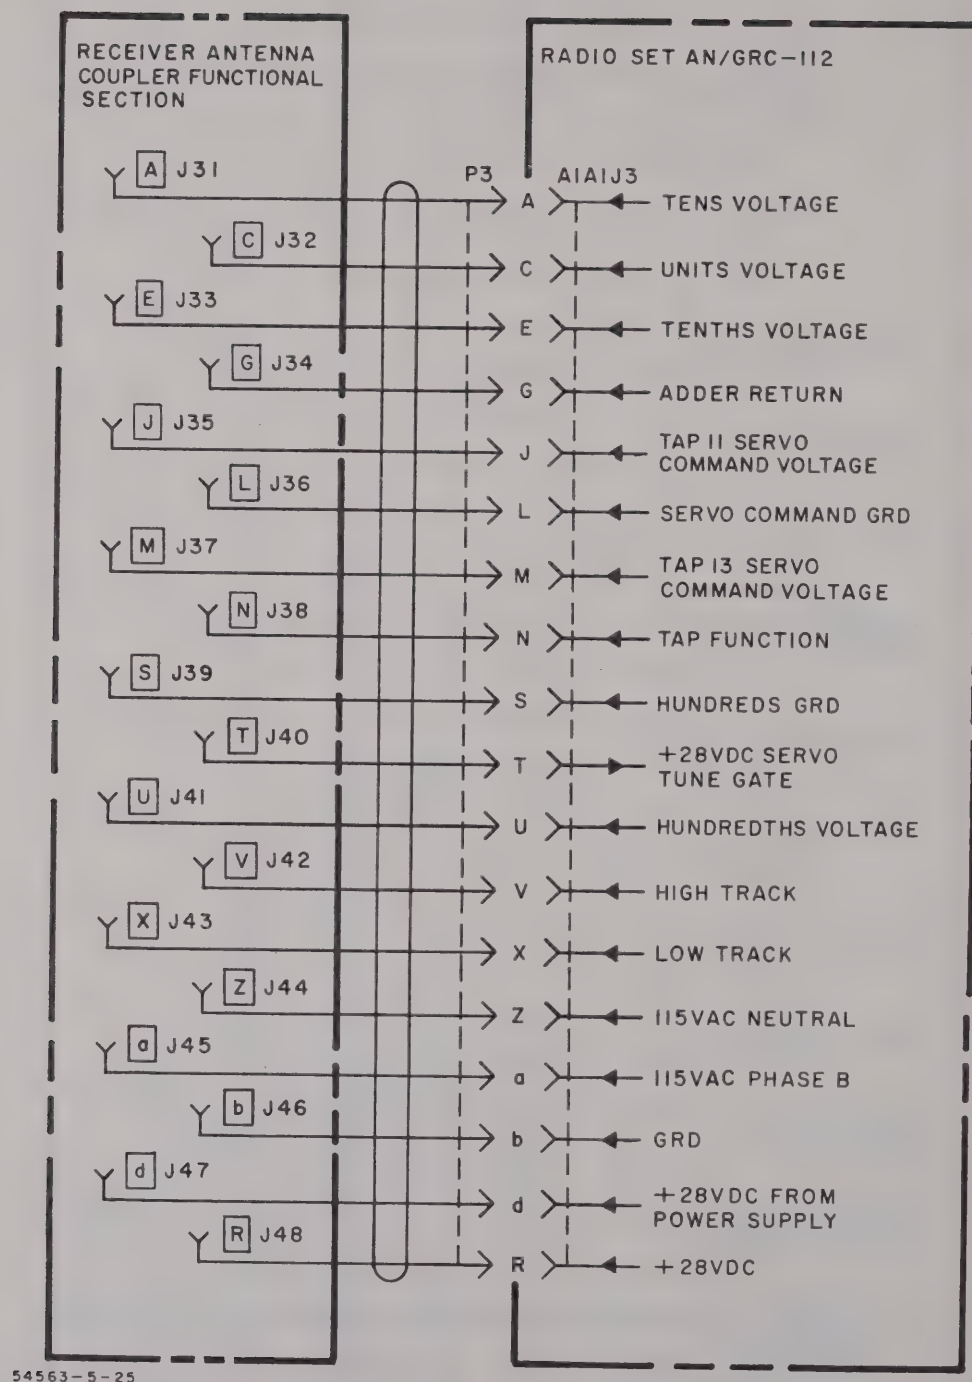 RECEIVER ANTENNA
COUPLER FUNCTIONAL
SECTION
RADIO SET AN/GRC-112
P3 A1A1J3
A J31 A TENS VOLTAGE
C J32 C UNITS VOLTAGE
E J33 E TENTHS VOLTAGE
G J34 G ADDER RETURN
J J35 J TAP 11 SERVO
COMMAND VOLTAGE
L J36 L SERVO COMMAND GRD
M J37 M TAP 13 SERVO
COMMAND VOLTAGE
N J38 N TAP FUNCTION
S J39 S HUNDREDS GRD
T J40 T +28VDC SERVO
TUNE GATE
U J41 U HUNDREDTHS VOLTAGE
V J42 V HIGH TRACK
X J43 X LOW TRACK
Z J44 Z 115VAC NEUTRAL
a J45 a 115VAC PHASE B
b J46 b GRD
d J47 d +28VDC FROM
POWER SUPPLY
R J48 R +28VDC
54563-5-25